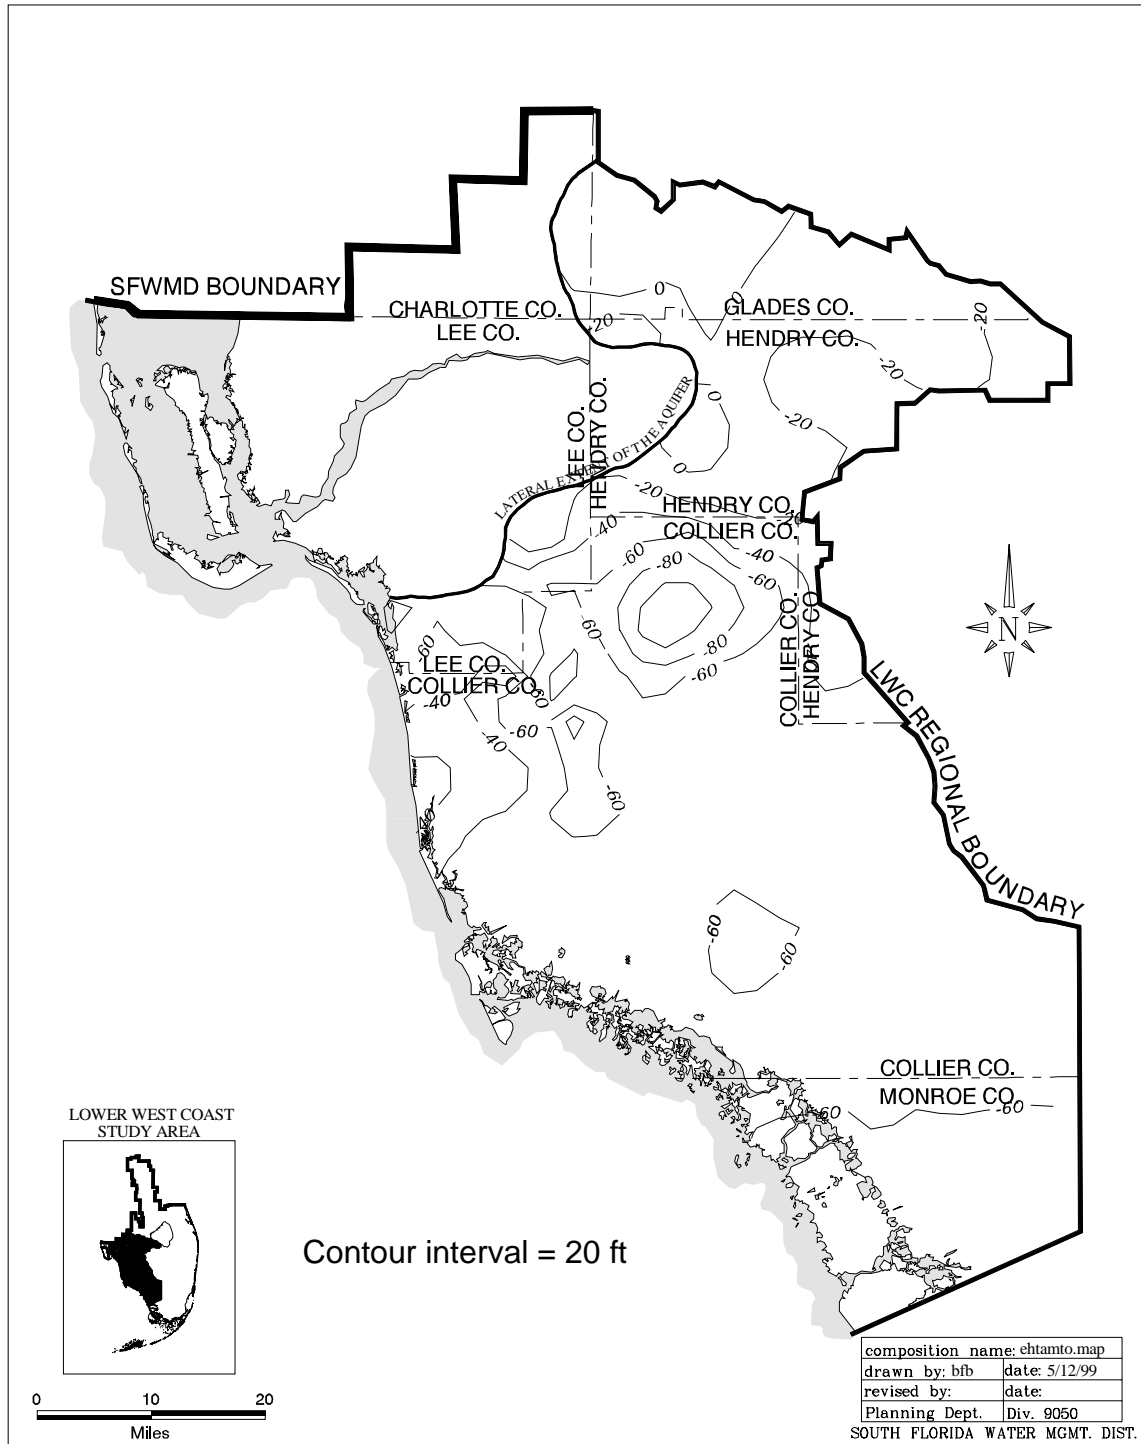 SFWMD BOUNDARY
CHARLOTTE CO.
LEE CO.
0
0
GLADES CO.
HENDRY CO.
-20
-20
-20
-20
0
0
LEE CO.
HENDRY CO.
LATERAL EXTENT OF THE AQUIFER
-20
HENDRY CO.
COLLIER CO.
-20
-40
-40
-60
-80
-60
-60
-80
-60
-60
LEE CO.
COLLIER CO.
-60
-40
-60
-40
-60
COLLIER CO.
HENDRY CO.
N
LWC REGIONAL BOUNDARY
-60
-60
COLLIER CO.
MONROE CO.
-60
-60
LOWER WEST COAST
STUDY AREA
Contour interval = 20 ft
0 10 20
Miles
composition name: ehtamto.map
drawn by: bfb date: 5/12/99
revised by: date:
Planning Dept. Div. 9050
SOUTH FLORIDA WATER MGMT. DIST.